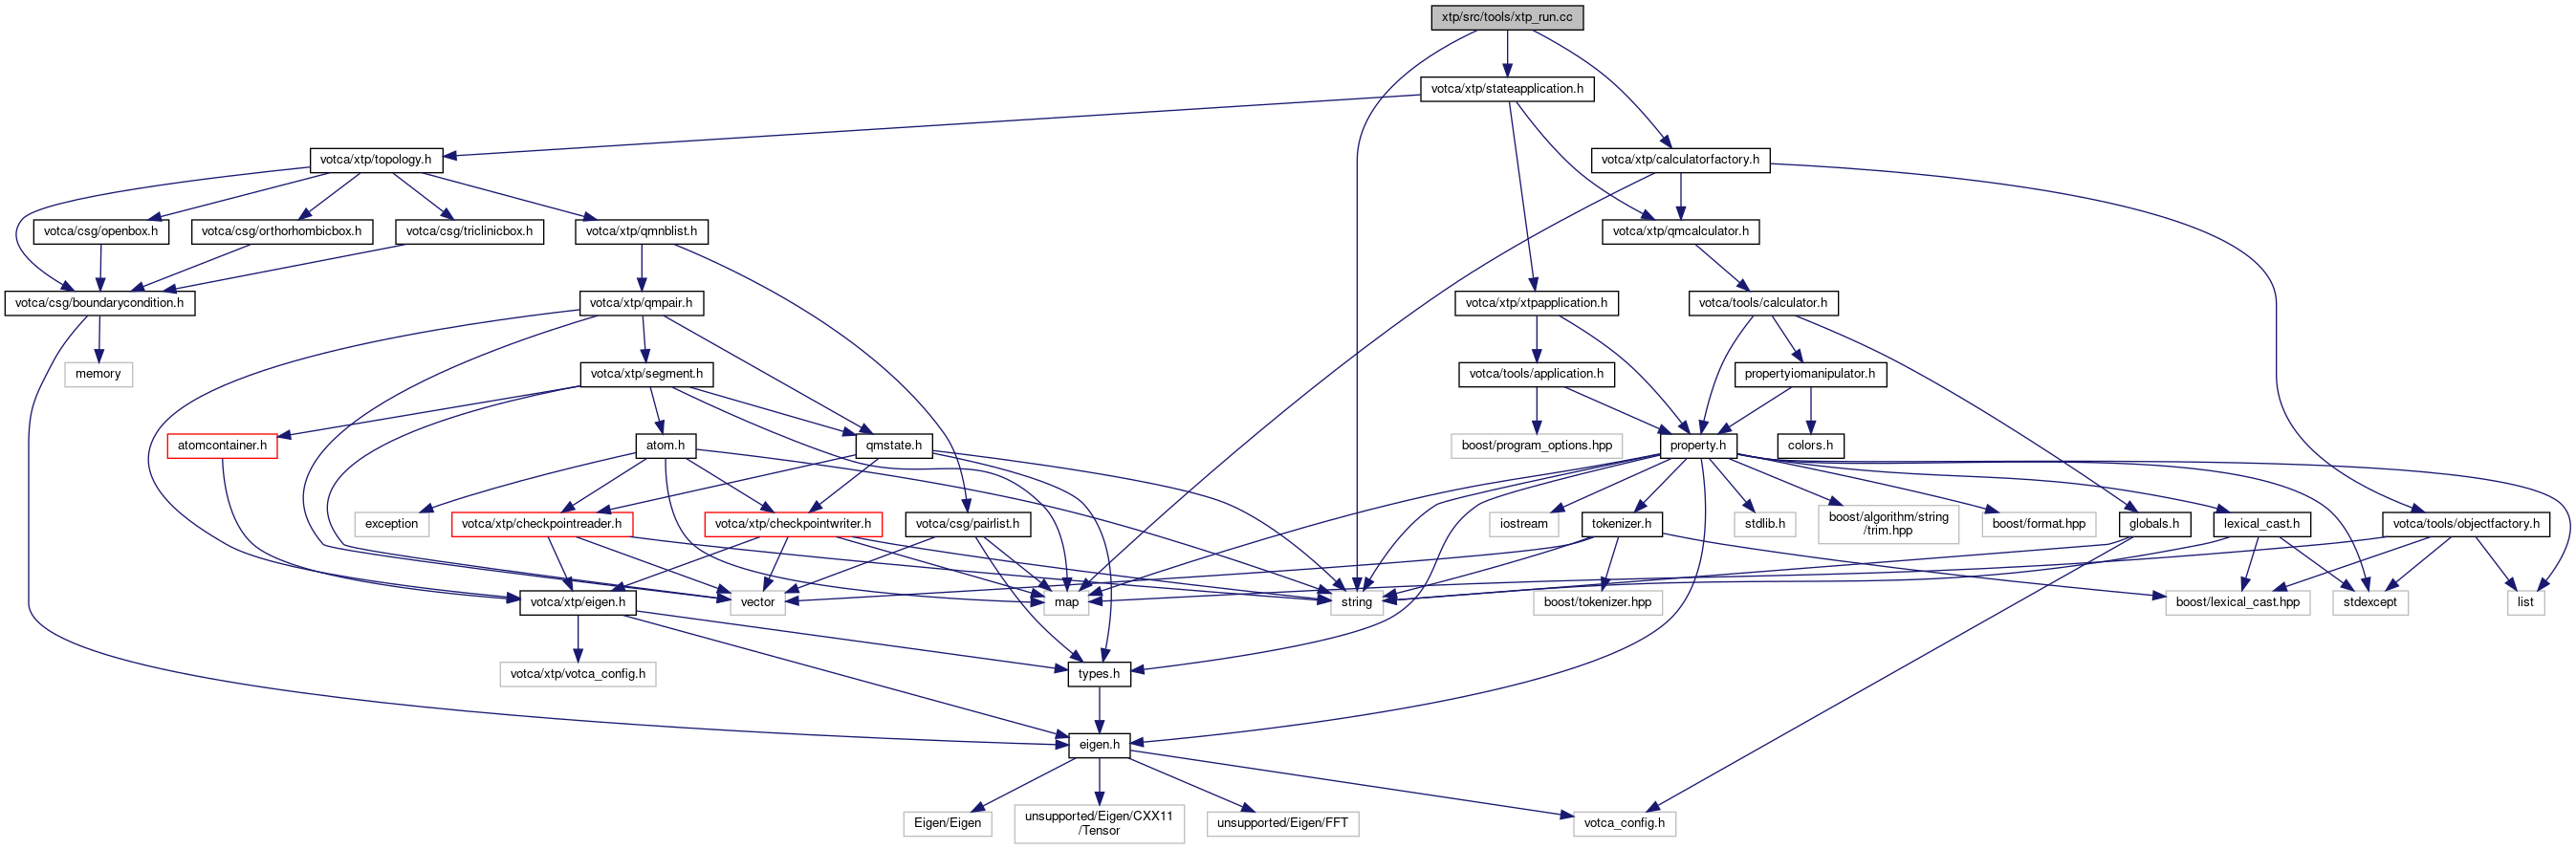 xtp/src/tools/xtp_run.cc
votca/xtp/stateapplication.h
votca/xtp/topology.h
votca/xtp/calculatorfactory.h
votca/csg/openbox.h
votca/csg/orthorhombicbox.h
votca/csg/triclinicbox.h
votca/xtp/qmnblist.h
votca/xtp/qmcalculator.h
votca/csg/boundarycondition.h
votca/xtp/qmpair.h
votca/xtp/xtpapplication.h
votca/tools/calculator.h
memory
votca/xtp/segment.h
votca/tools/application.h
propertyiomanipulator.h
atomcontainer.h
atom.h
qmstate.h
boost/program_options.hpp
property.h
colors.h
exception
votca/xtp/checkpointreader.h
votca/xtp/checkpointwriter.h
votca/csg/pairlist.h
iostream
tokenizer.h
stdlib.h
boost/algorithm/string
/trim.hpp
boost/format.hpp
globals.h
lexical_cast.h
votca/tools/objectfactory.h
votca/xtp/eigen.h
vector
map
string
boost/tokenizer.hpp
boost/lexical_cast.hpp
stdexcept
list
votca/xtp/votca_config.h
types.h
eigen.h
Eigen/Eigen
unsupported/Eigen/CXX11
/Tensor
unsupported/Eigen/FFT
votca_config.h